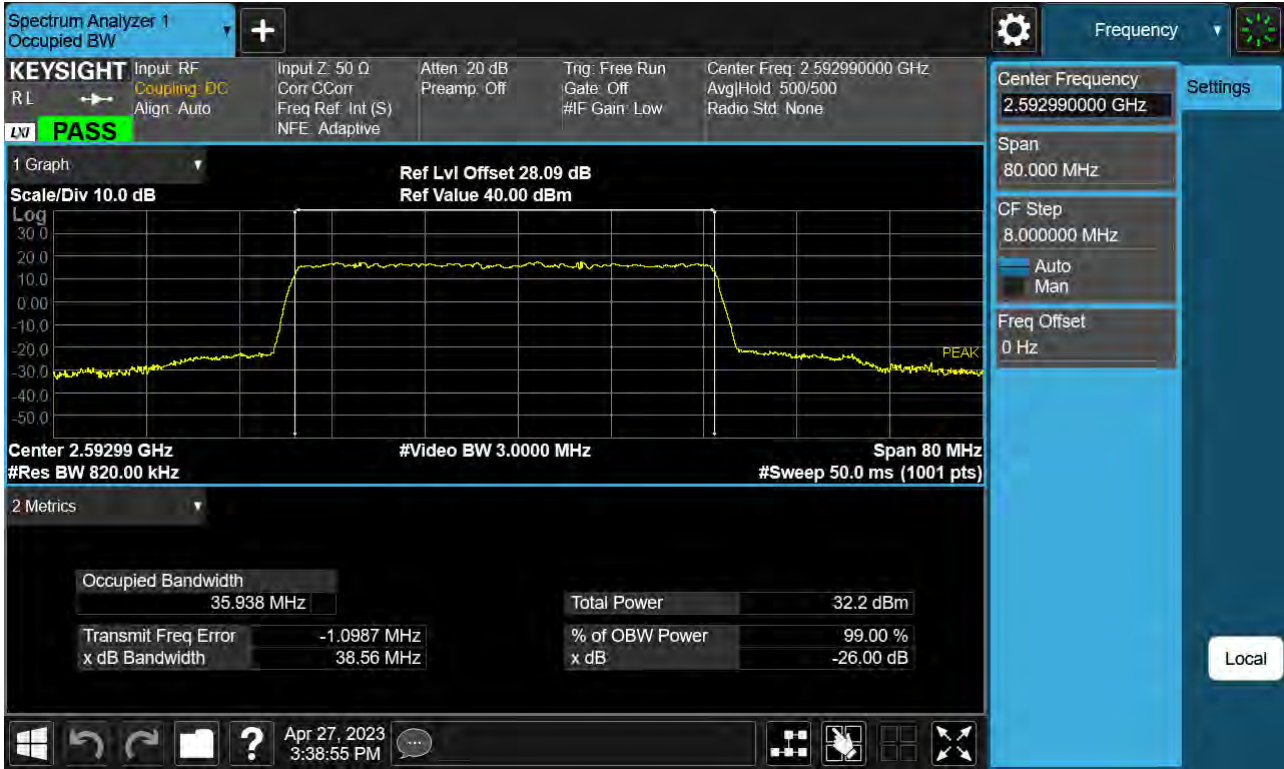 Spectrum Analyzer 1
Occupied BW
+
Frequency
KEYSIGHT
RL
LXI
PASS
Input: RF
Coupling: DC
Align: Auto
Input Z: 50 Ω
Corr CCorr
Freq Ref: Int (S)
NFE: Adaptive
Atten: 20 dB
Preamp: Off
Trig: Free Run
Gate: Off
#IF Gain: Low
Center Freq: 2.592990000 GHz
Avg|Hold: 500/500
Radio Std: None
Center Frequency
2.592990000 GHz
Settings
Span
80.000 MHz
CF Step
8.000000 MHz
Auto
Man
Freq Offset
0 Hz
1 Graph
Scale/Div 10.0 dB
Ref Lvl Offset 28.09 dB
Ref Value 40.00 dBm
Log
30.0
20.0
10.0
0.00
-10.0
-20.0
-30.0
-40.0
-50.0
PEAK
Center 2.59299 GHz
#Video BW 3.0000 MHz
Span 80 MHz
#Res BW 820.00 kHz
#Sweep 50.0 ms (1001 pts)
2 Metrics
Occupied Bandwidth
35.938 MHz
Total Power 32.2 dBm
Transmit Freq Error -1.0987 MHz
% of OBW Power 99.00 %
x dB Bandwidth 38.56 MHz
x dB -26.00 dB
Local
?
Apr 27, 2023
3:38:55 PM